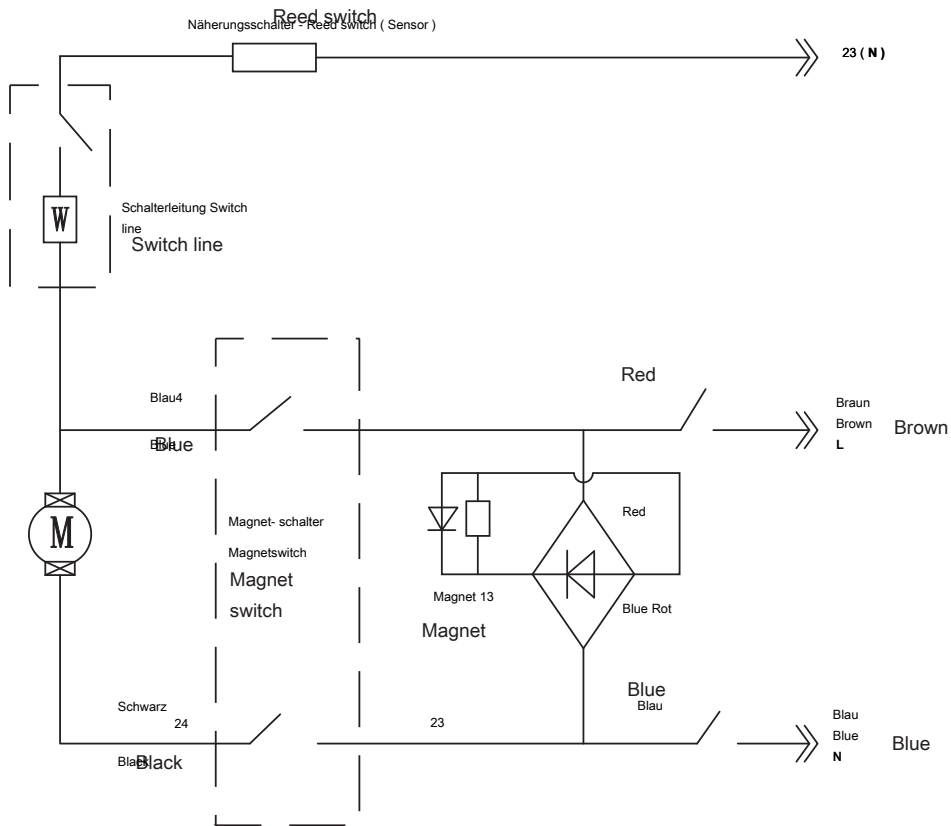 Reed switch
Näherungsschalter - Reed switch ( Sensor )
23 ( N )
W
Schalterleitung Switch
line
Switch line
Red
Blau4
Blue
Blue
Braun
Brown
L
Brown
M
Magnet- schalter
Magnetswitch
Magnet
switch
Red
Magnet 13
Magnet
Blue Rot
Blue
Blau
Schwarz
24
23
Black
Black
Blau
Blue
N
Blue